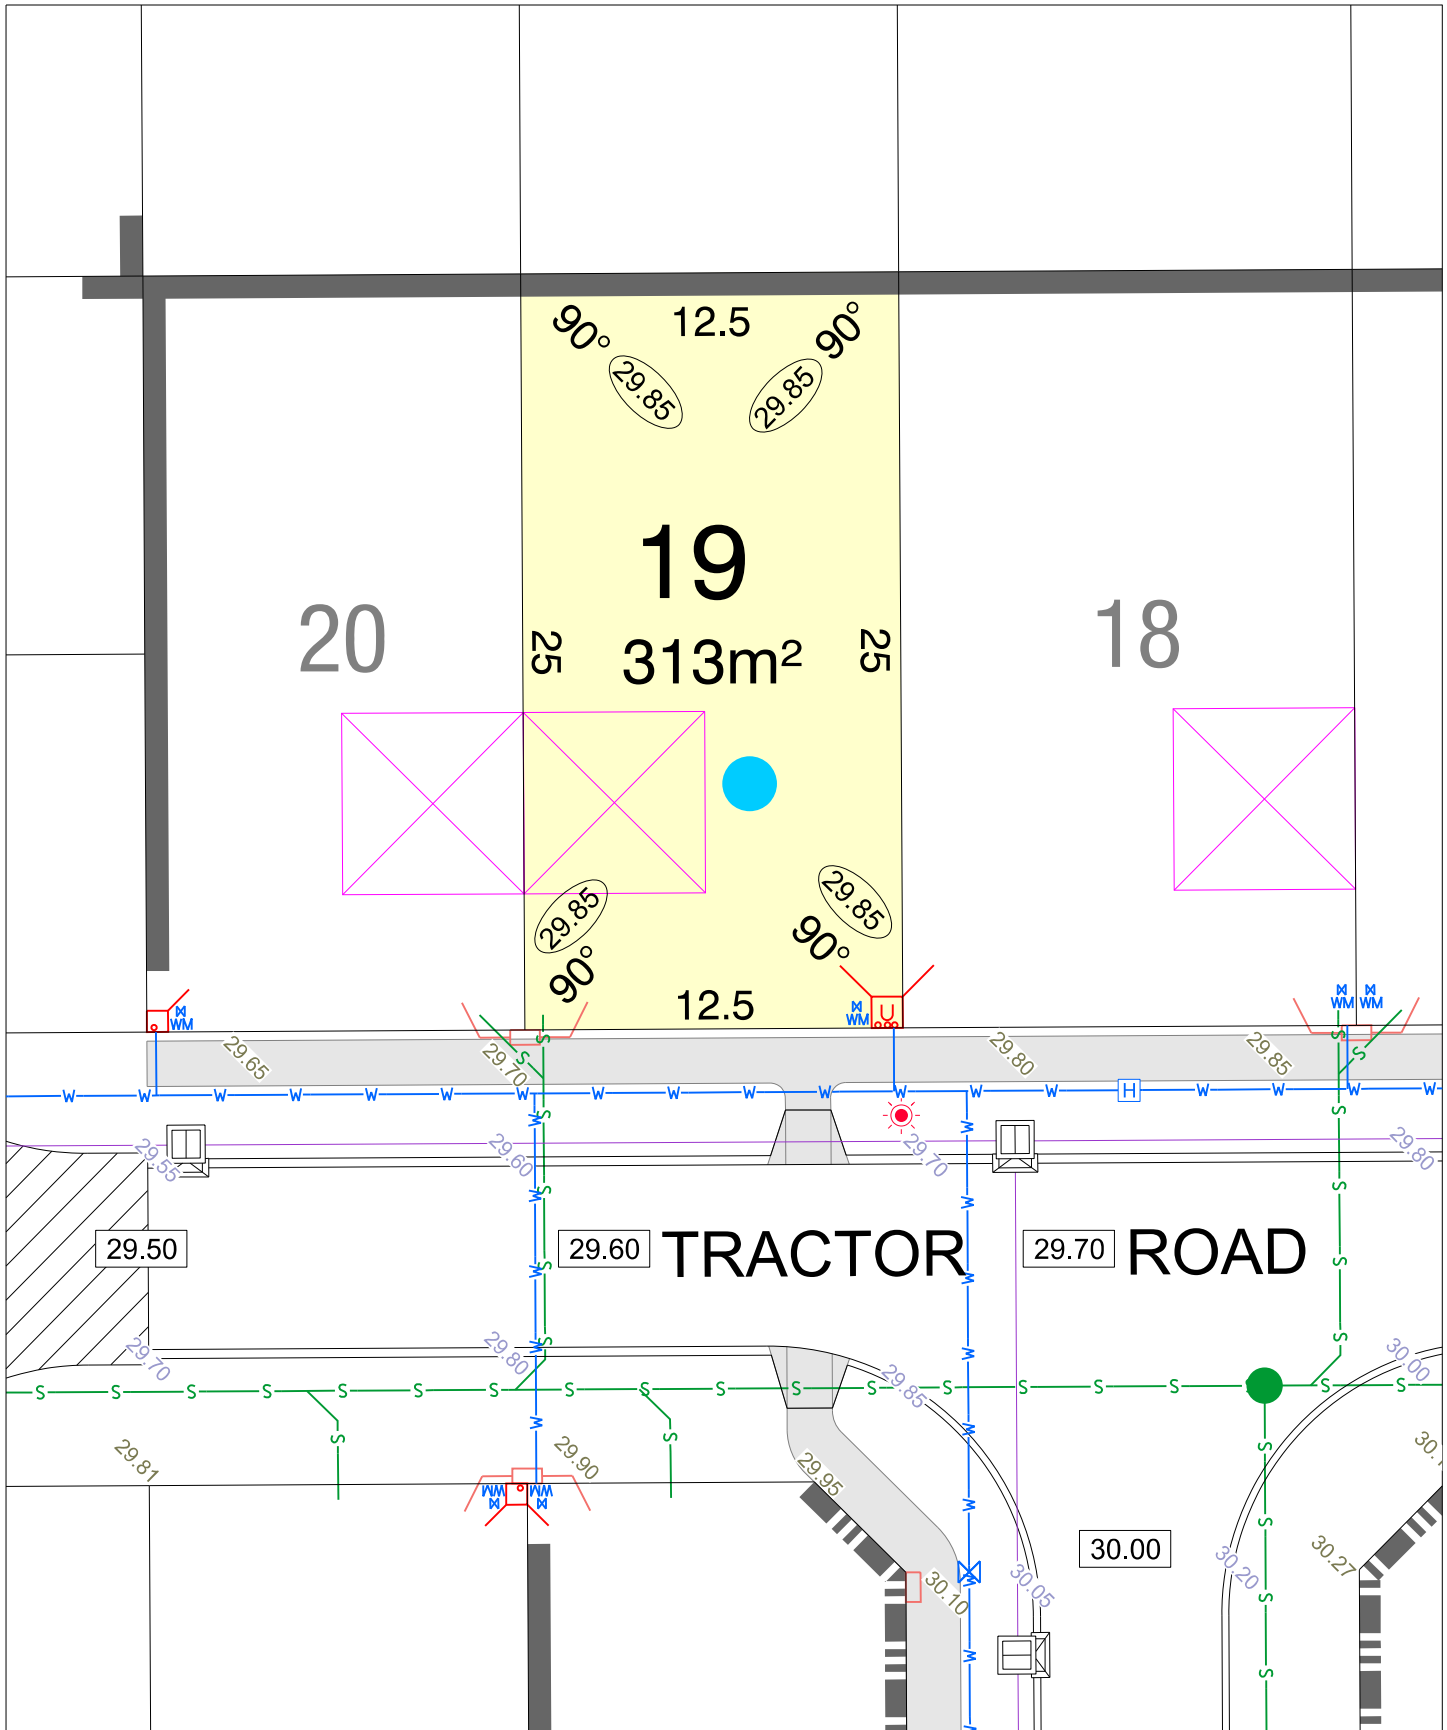 90° 12.5 90°
29.85 29.85
19
20 18
25 313m² 25
29.85 29.85
90° 90°
12.5
WM WM WM WM
U
29.65 29.70 29.80 29.85
W W W W W W W W W W W W W W H W W W W
S S S S
29.55 29.60 29.70 29.80
29.50 29.60 TRACTOR 29.70 ROAD
29.70 29.80 29.85 30.00
S S S S S S S S S S S S S S S S S S
29.81 29.90 29.95
WM WM
30.00
30.10 30.05 30.20 30.27